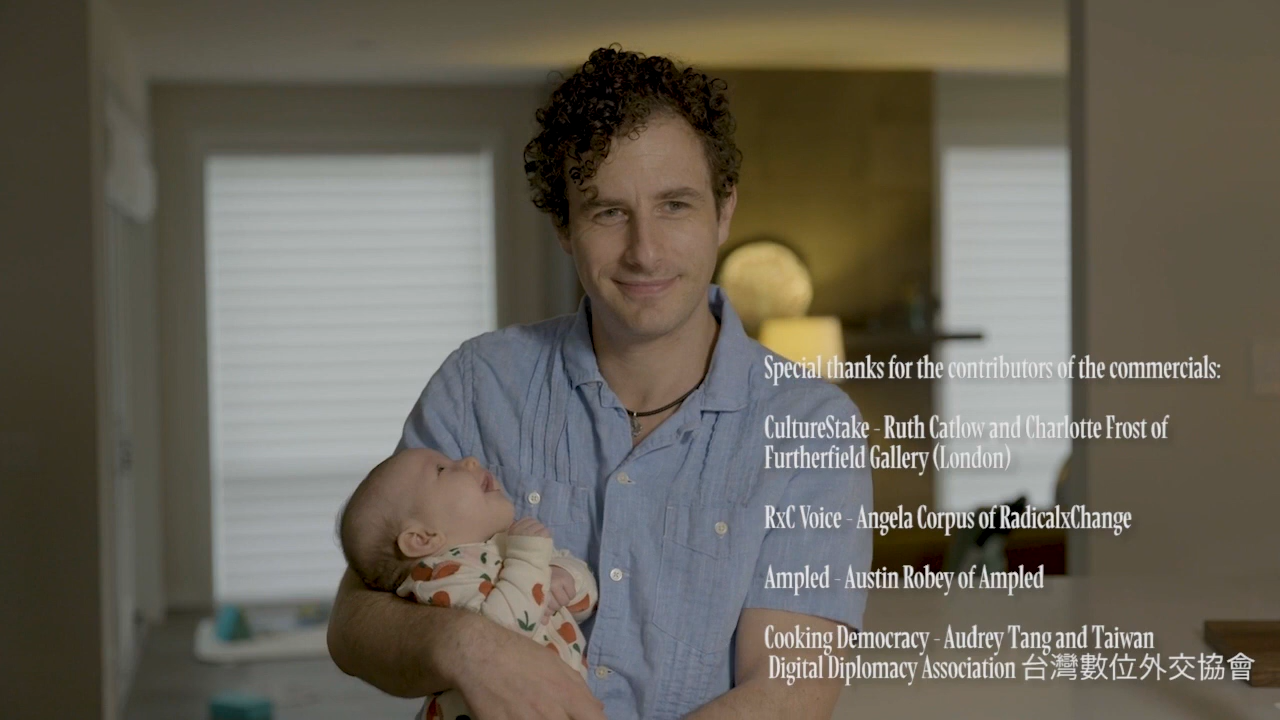 Special thanks for the contributors of the commercials:
CultureStake - Ruth Catlow and Charlotte Frost of
Furtherfield Gallery (London)
RxC Voice - Angela Corpus of RadicalxChange
Ampled - Austin Robey of Ampled
Cooking Democracy - Audrey Tang and Taiwan
Digital Diplomacy Association 台灣數位外交協會